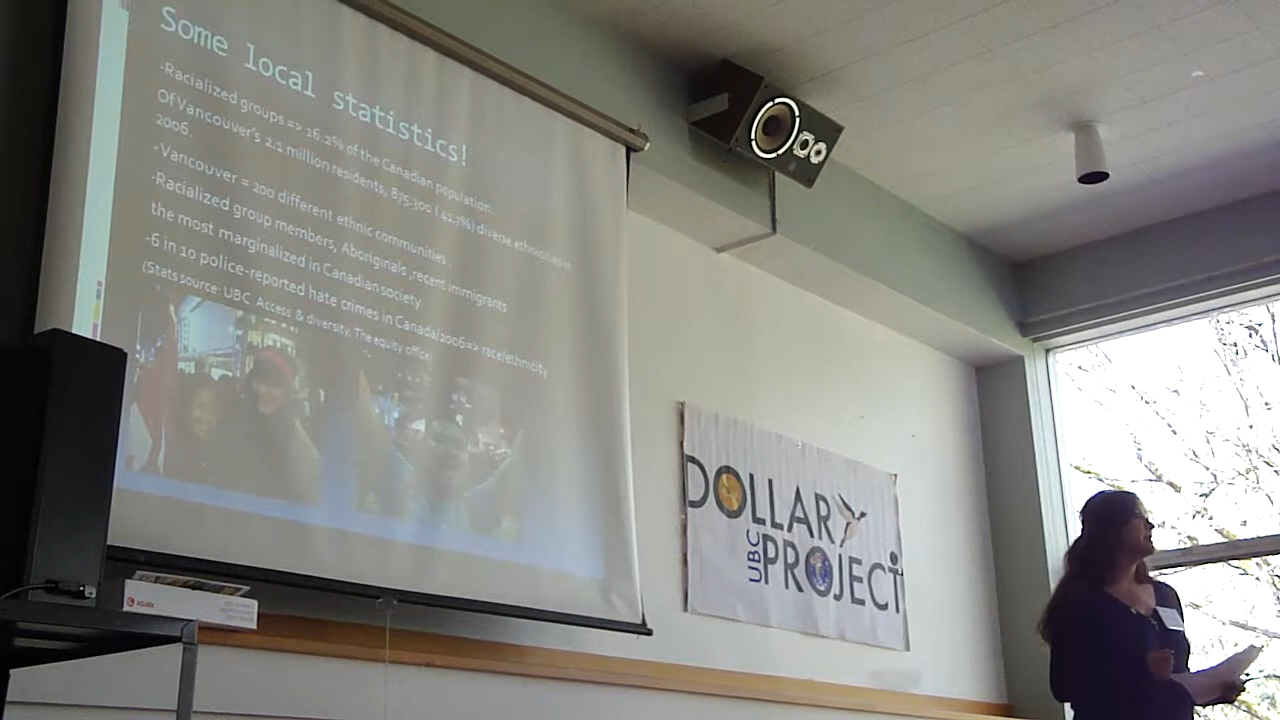 Some local statistics!
-Racialized groups => 16.2% of the Canadian population.
Of Vancouver's 2.1 million residents, 875,300 (41.7%) diverse ethnicities in
2006.
-Vancouver = 200 different ethnic communities
-Racialized group members, Aboriginals ,recent immigrants
the most marginalized in Canadian society
-6 in 10 police-reported hate crimes in Canada/2006=> race/ethnicity
(Stats source: UBC Access & diversity. The equity office
DOLLAR
UBC
PROJECT